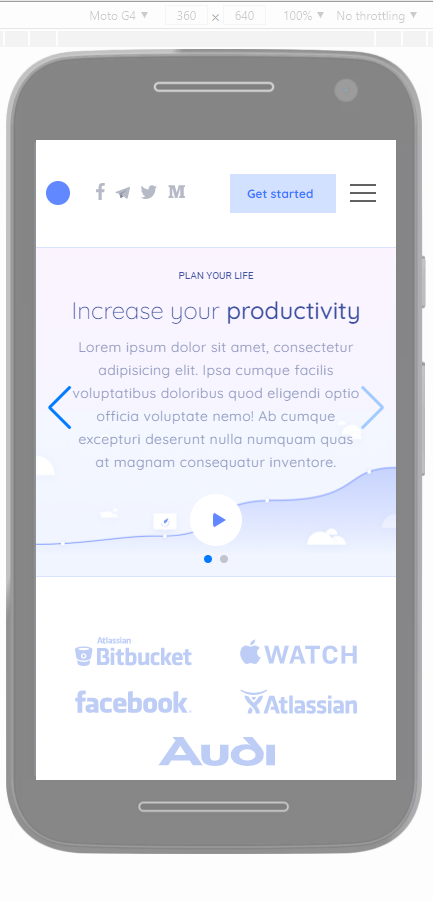 Moto G4 ▼ 360 × 640 100% ▼ No throttling ▼
Get started
PLAN YOUR LIFE
Increase your productivity
Lorem ipsum dolor sit amet, consectetur
adipisicing elit. Ipsa cumque facilis
voluptatibus doloribus quod eligendi optio
officia voluptate nemo! Ab cumque
excepturi deserunt nulla numquam quas
at magnam consequatur inventore.
Atlassian
Bitbucket
WATCH
facebook
Atlassian
Audi